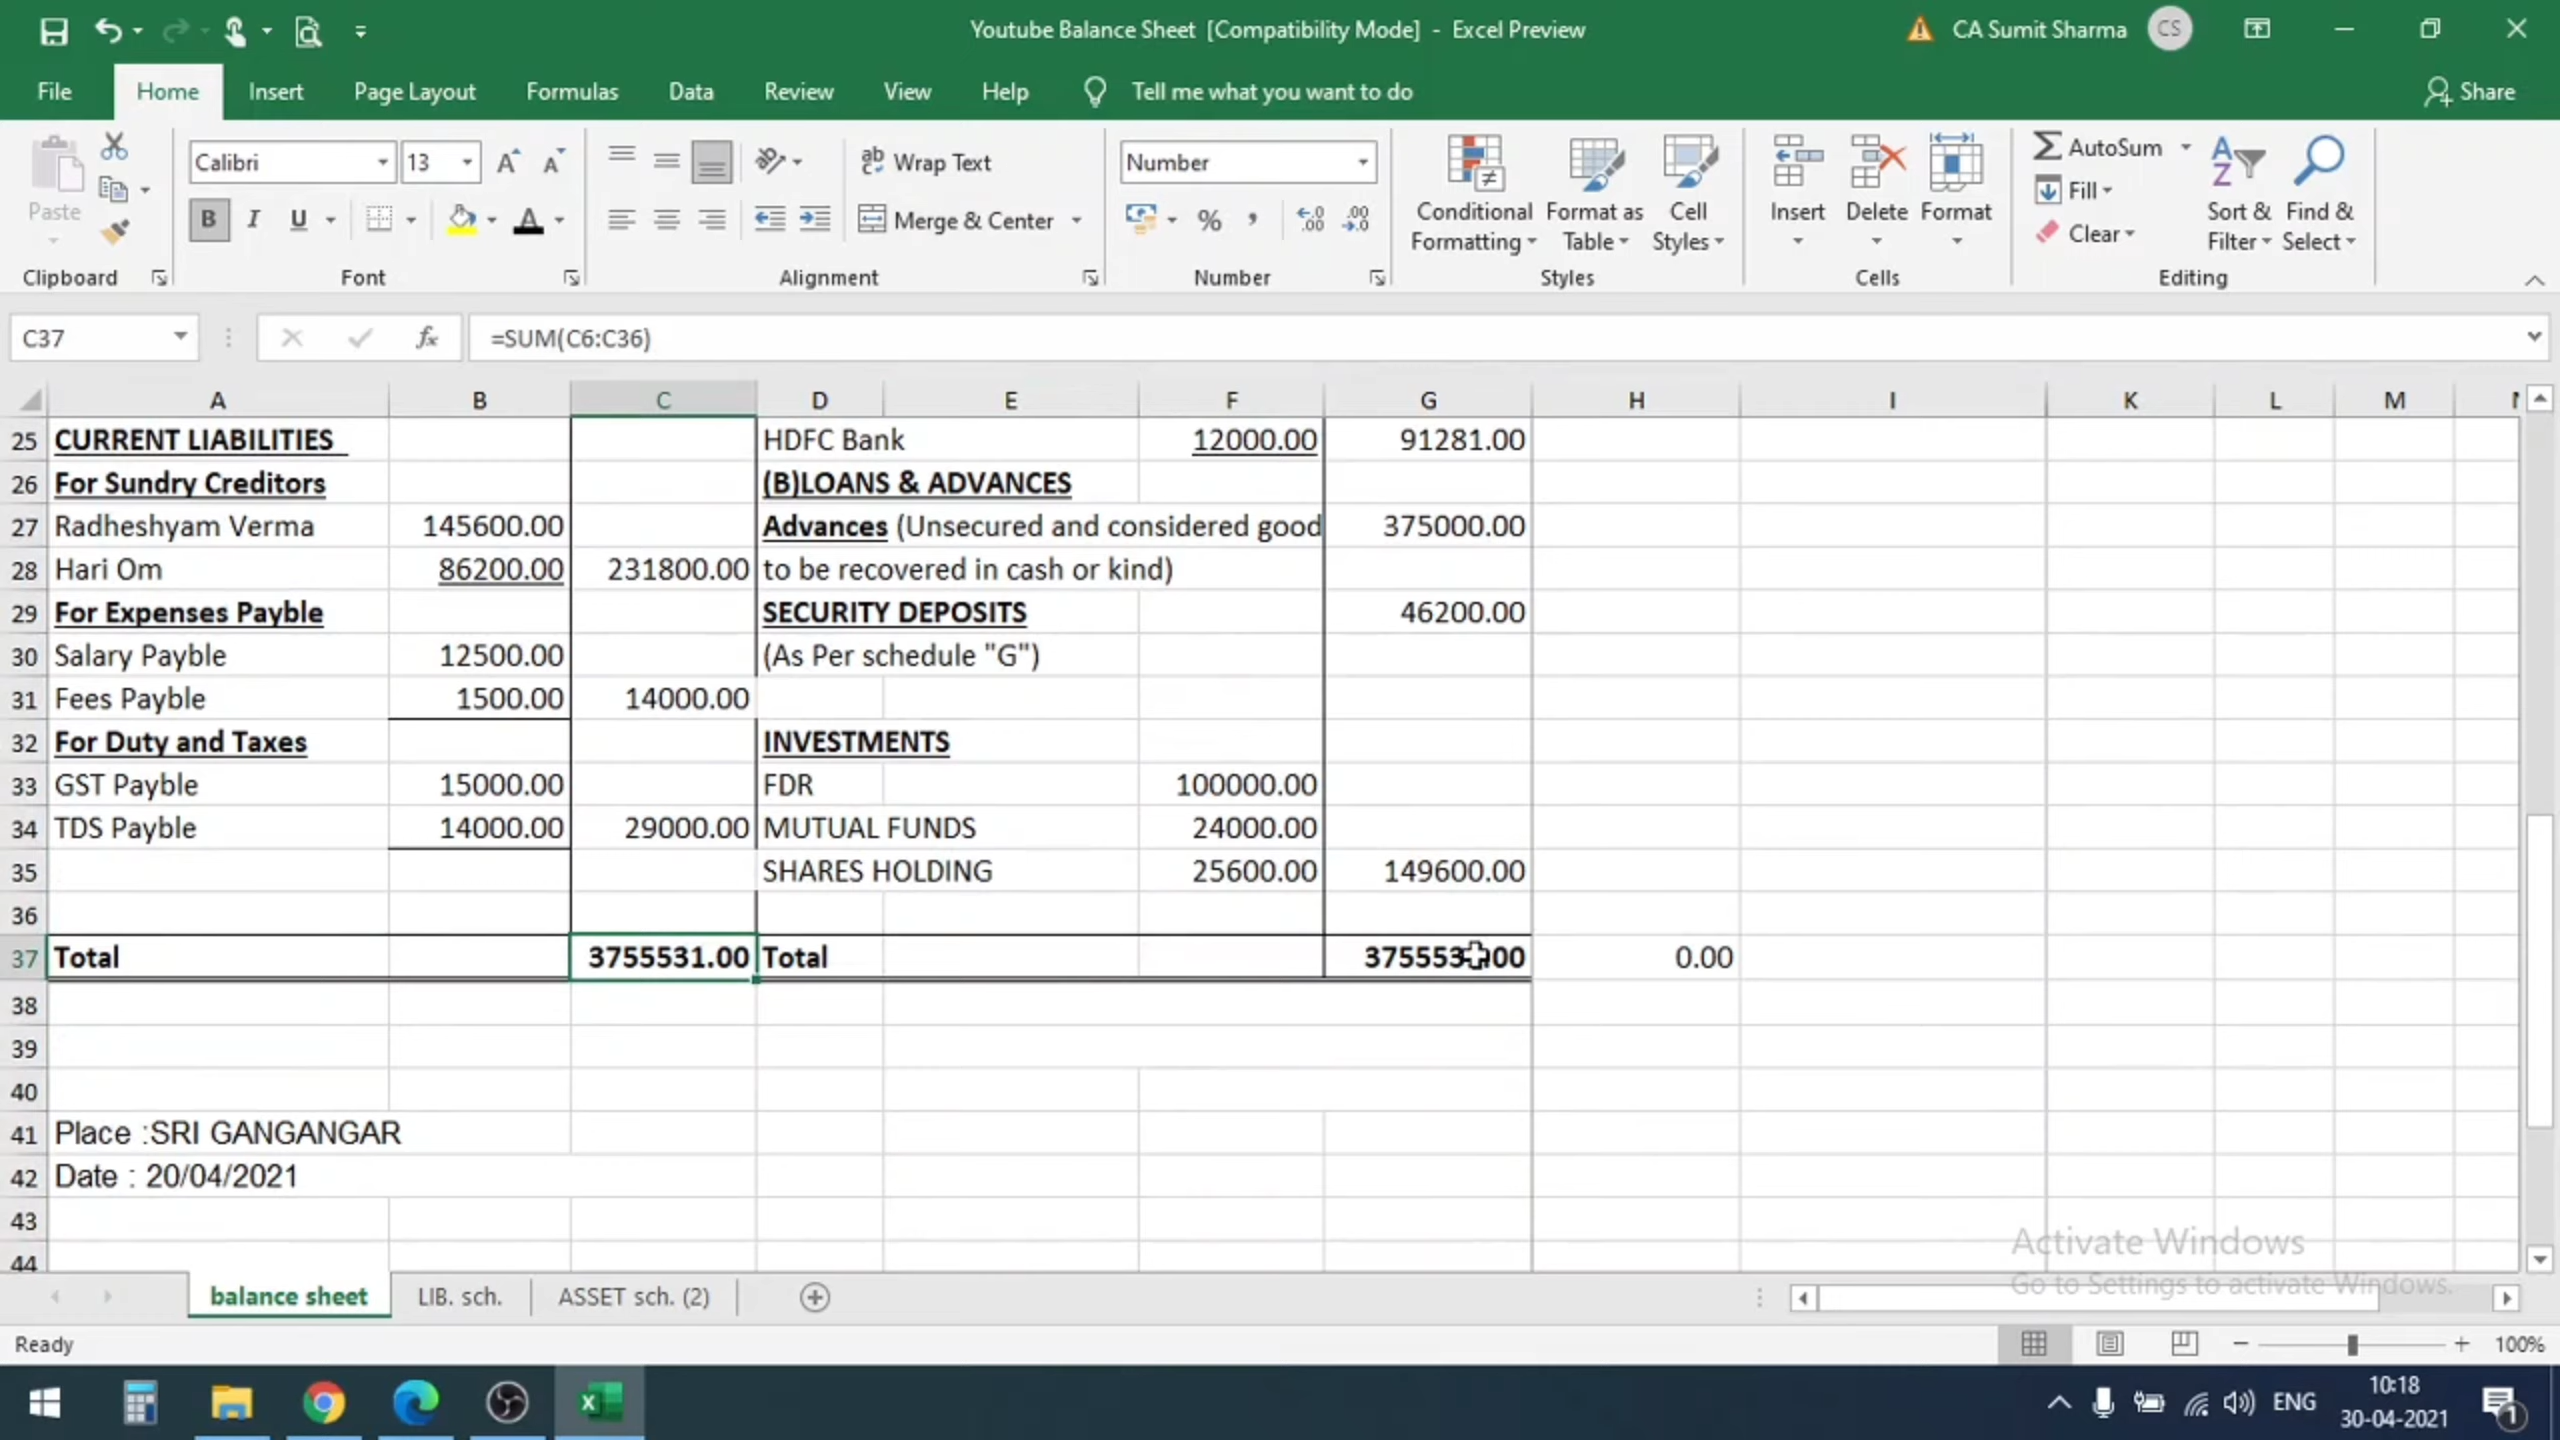 Youtube Balance Sheet [Compatibility Mode] - Excel Preview
CA Sumit Sharma CS
File Home Insert Page Layout Formulas Data Review View Help Tell me what you want to do Share
Paste
Clipboard
Calibri 13
B I U
Font
Wrap Text
Merge & Center
Alignment
Number
Number
Conditional Formatting
Format as Table
Cell Styles
Styles
Insert Delete Format
Cells
AutoSum
Fill
Clear
Sort & Filter
Find & Select
Editing
C37 fx =SUM(C6:C36)
A B C D E F G H I K L M
25 CURRENT LIABILITIES HDFC Bank 12000.00 91281.00
26 For Sundry Creditors (B)LOANS & ADVANCES
27 Radheshyam Verma 145600.00 Advances (Unsecured and considered good 375000.00
28 Hari Om 86200.00 231800.00 to be recovered in cash or kind)
29 For Expenses Payble SECURITY DEPOSITS 46200.00
30 Salary Payble 12500.00 (As Per schedule "G")
31 Fees Payble 1500.00 14000.00
32 For Duty and Taxes INVESTMENTS
33 GST Payble 15000.00 FDR 100000.00
34 TDS Payble 14000.00 29000.00 MUTUAL FUNDS 24000.00
35 SHARES HOLDING 25600.00 149600.00
36
37 Total 3755531.00 Total 0.00
38
39
40
41 Place :SRI GANGANGAR
42 Date : 20/04/2021
43
44
Activate Windows
Go to Settings to activate Windows.
balance sheet LIB. sch. ASSET sch. (2)
Ready 100%
ENG 10:18
30-04-2021
1